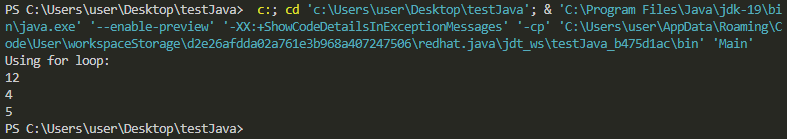 PS C:\Users\user\Desktop\testJava>  c:; cd 'c:\Users\user\Desktop\testJava'; & 'C:\Program Files\Java\jdk-19\bi
n\java.exe' '--enable-preview' '-XX:+ShowCodeDetailsInExceptionMessages' '-cp' 'C:\Users\user\AppData\Roaming\C
ode\User\workspaceStorage\d2e26afdda02a761e3b968a407247506\redhat.java\jdt_ws\testJava_b475d1ac\bin' 'Main'
Using for loop:
12
4
5
PS C:\Users\user\Desktop\testJava>